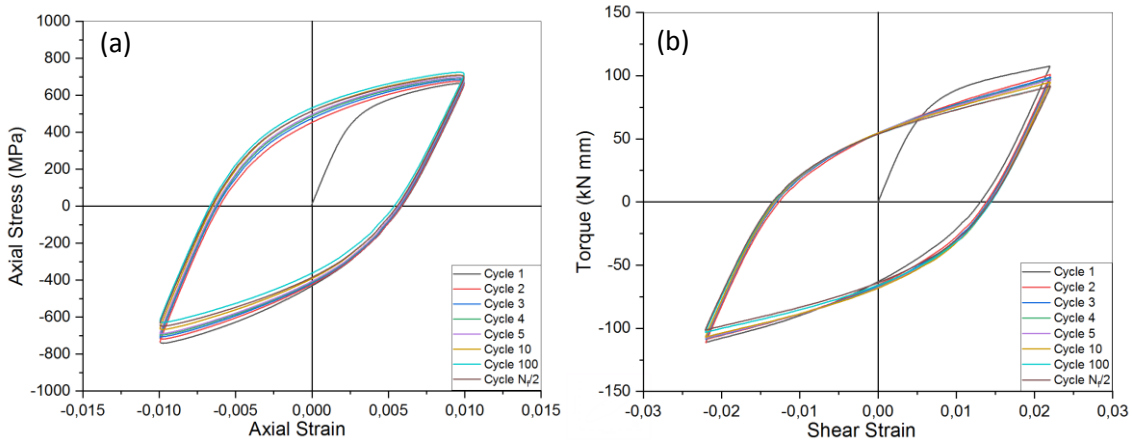 (a)
Axial Stress (MPa)
1000
800
600
400
200
0
-200
-400
-600
-800
-1000
-0,015
-0,010
-0,005
0,000
0,005
0,010
0,015
Axial Strain
Cycle 1
Cycle 2
Cycle 3
Cycle 4
Cycle 5
Cycle 10
Cycle 100
Cycle Nf/2
(b)
Torque (kN mm)
150
100
50
0
-50
-100
-150
-0,03
-0,02
-0,01
0,00
0,01
0,02
0,03
Shear Strain
Cycle 1
Cycle 2
Cycle 3
Cycle 4
Cycle 5
Cycle 10
Cycle 100
Cycle Nf/2